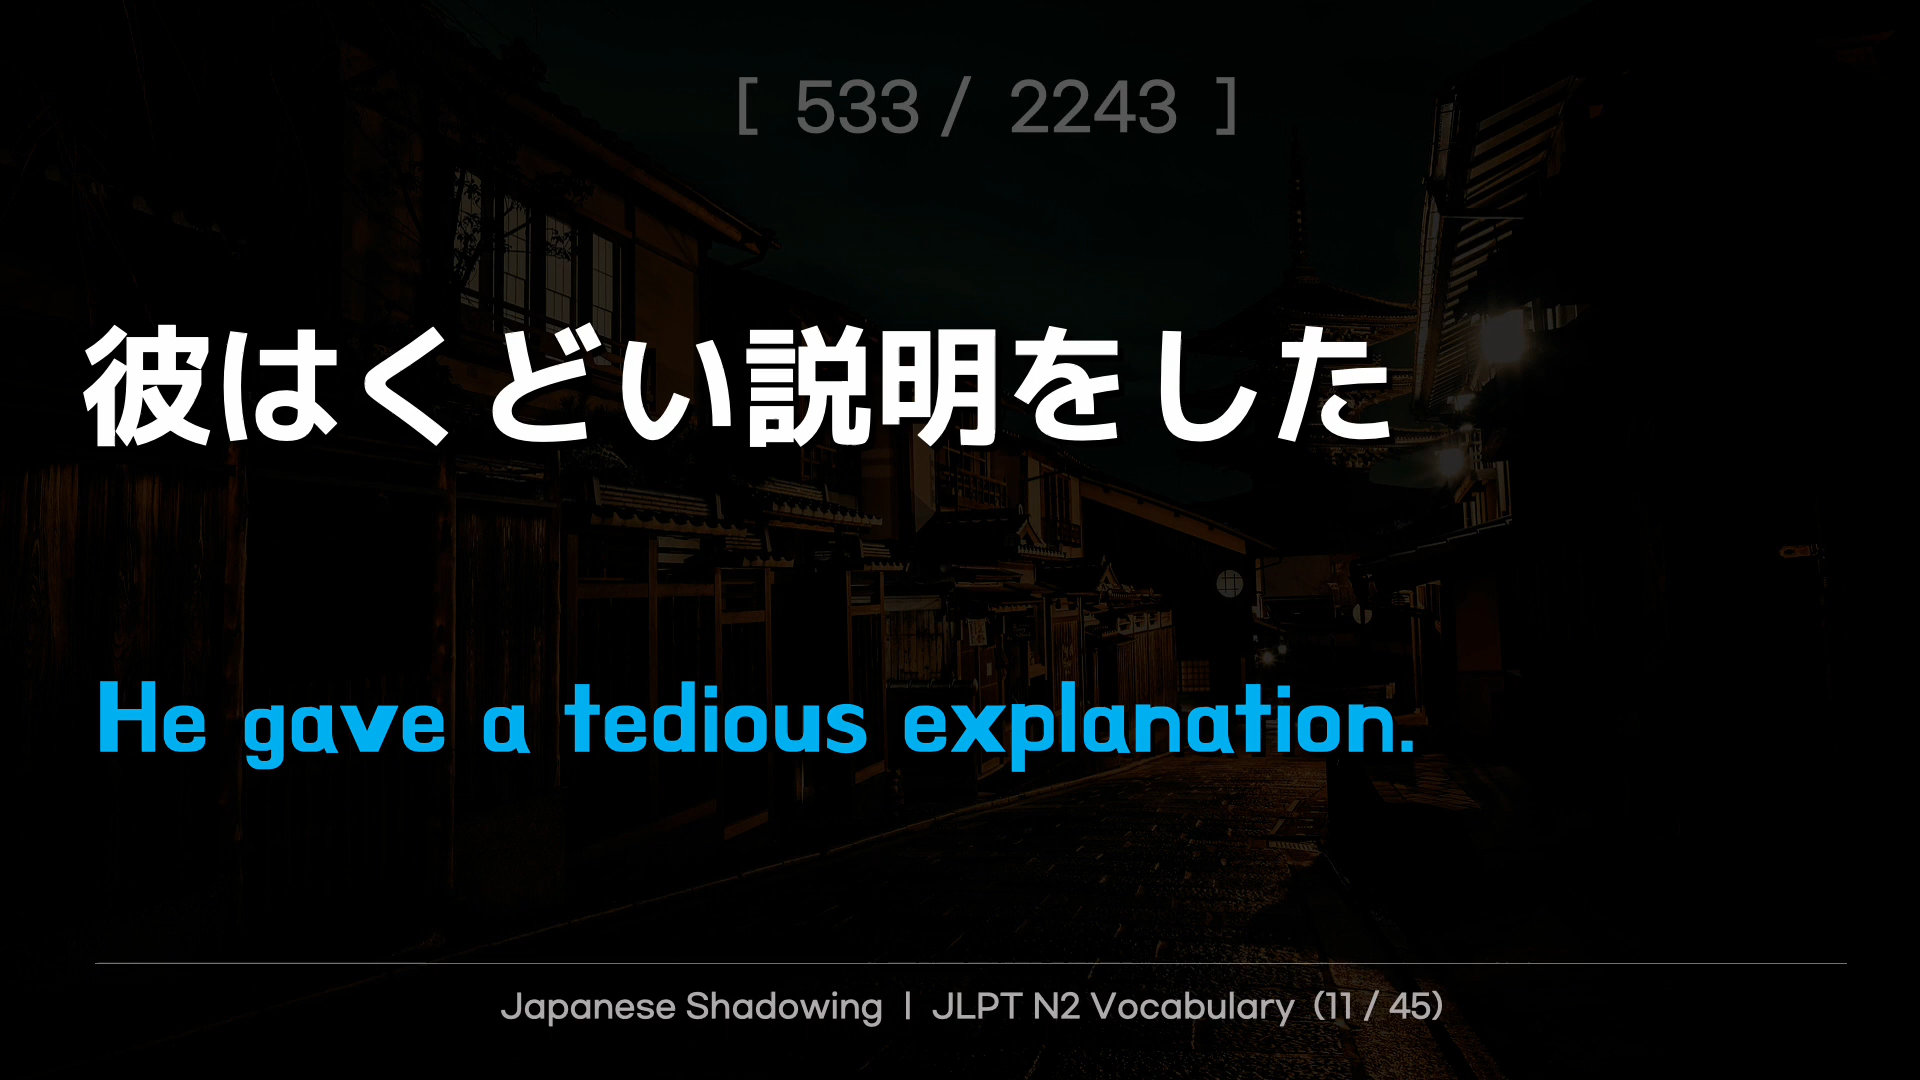 [ 533 / 2243 ]
彼はくどい説明をした
He gave a tedious explanation.
Japanese Shadowing | JLPT N2 Vocabulary (11 / 45)